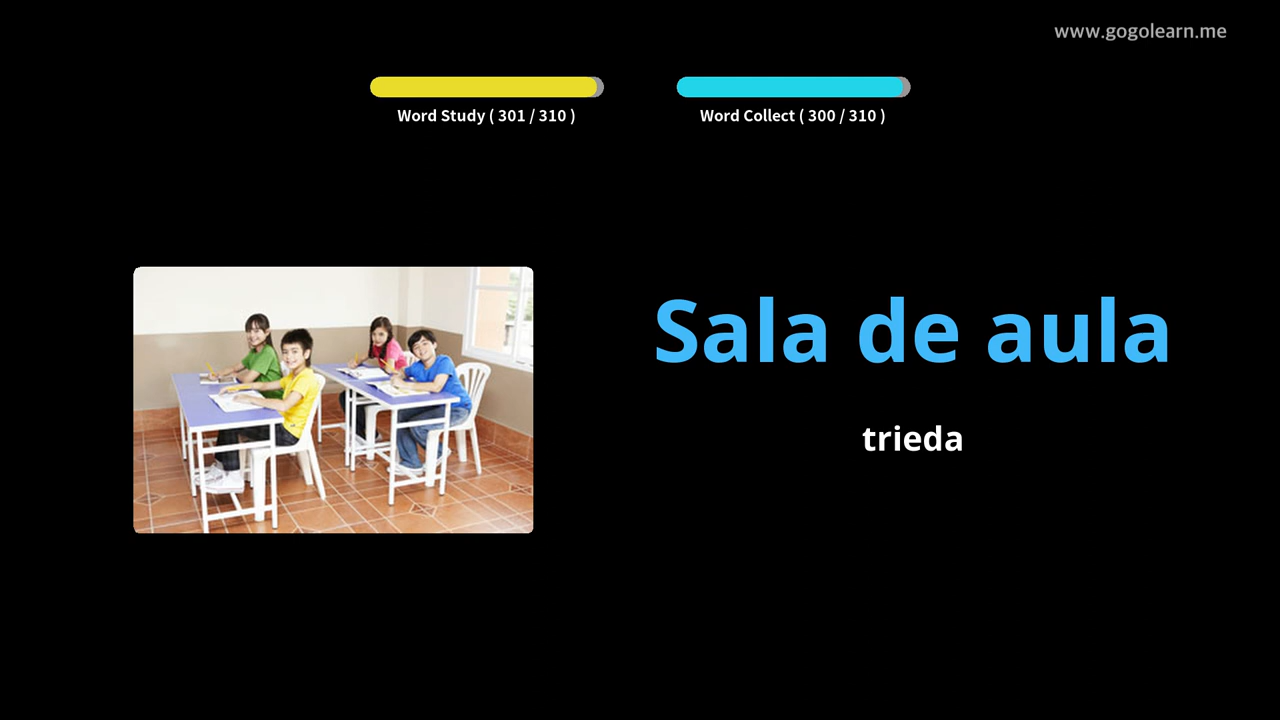 www.gogolearn.me
Word Study ( 301 / 310 )
Word Collect ( 300 / 310 )
Sala de aula
trieda